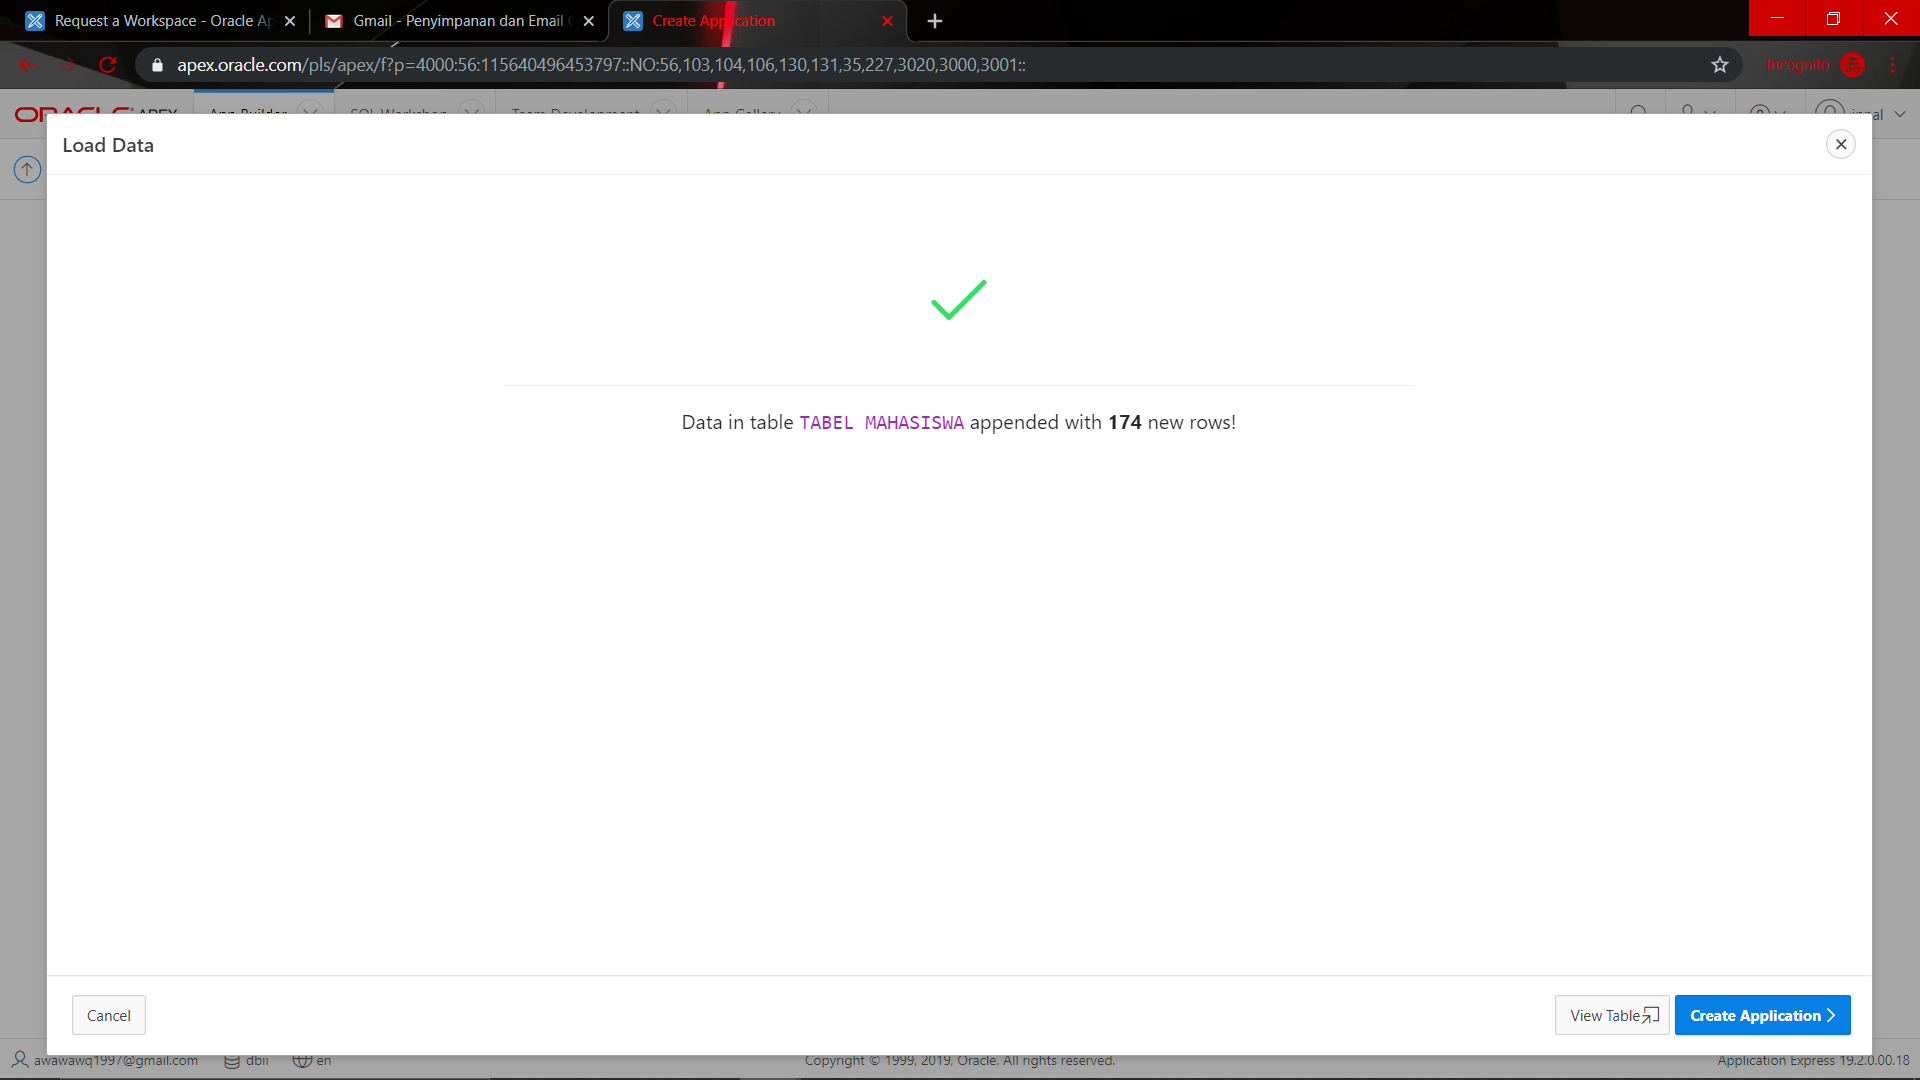 Request a Workspace - Oracle Ap
Gmail - Penyimpanan dan Email
Create Application
apex.oracle.com/pls/apex/f?p=4000:56:115640496453797::NO:56,103,104,106,130,131,35,227,3020,3000,3001::
Incognito
ORACLE APEX
App Builder
SQL Workshop
Team Development
App Gallery
Load Data
Data in table TABEL MAHASISWA appended with 174 new rows!
Cancel
View Table
Create Application
awawawq1997@gmail.com
dbii
en
Copyright © 1999, 2019, Oracle. All rights reserved.
Application Express 19.2.0.00.18